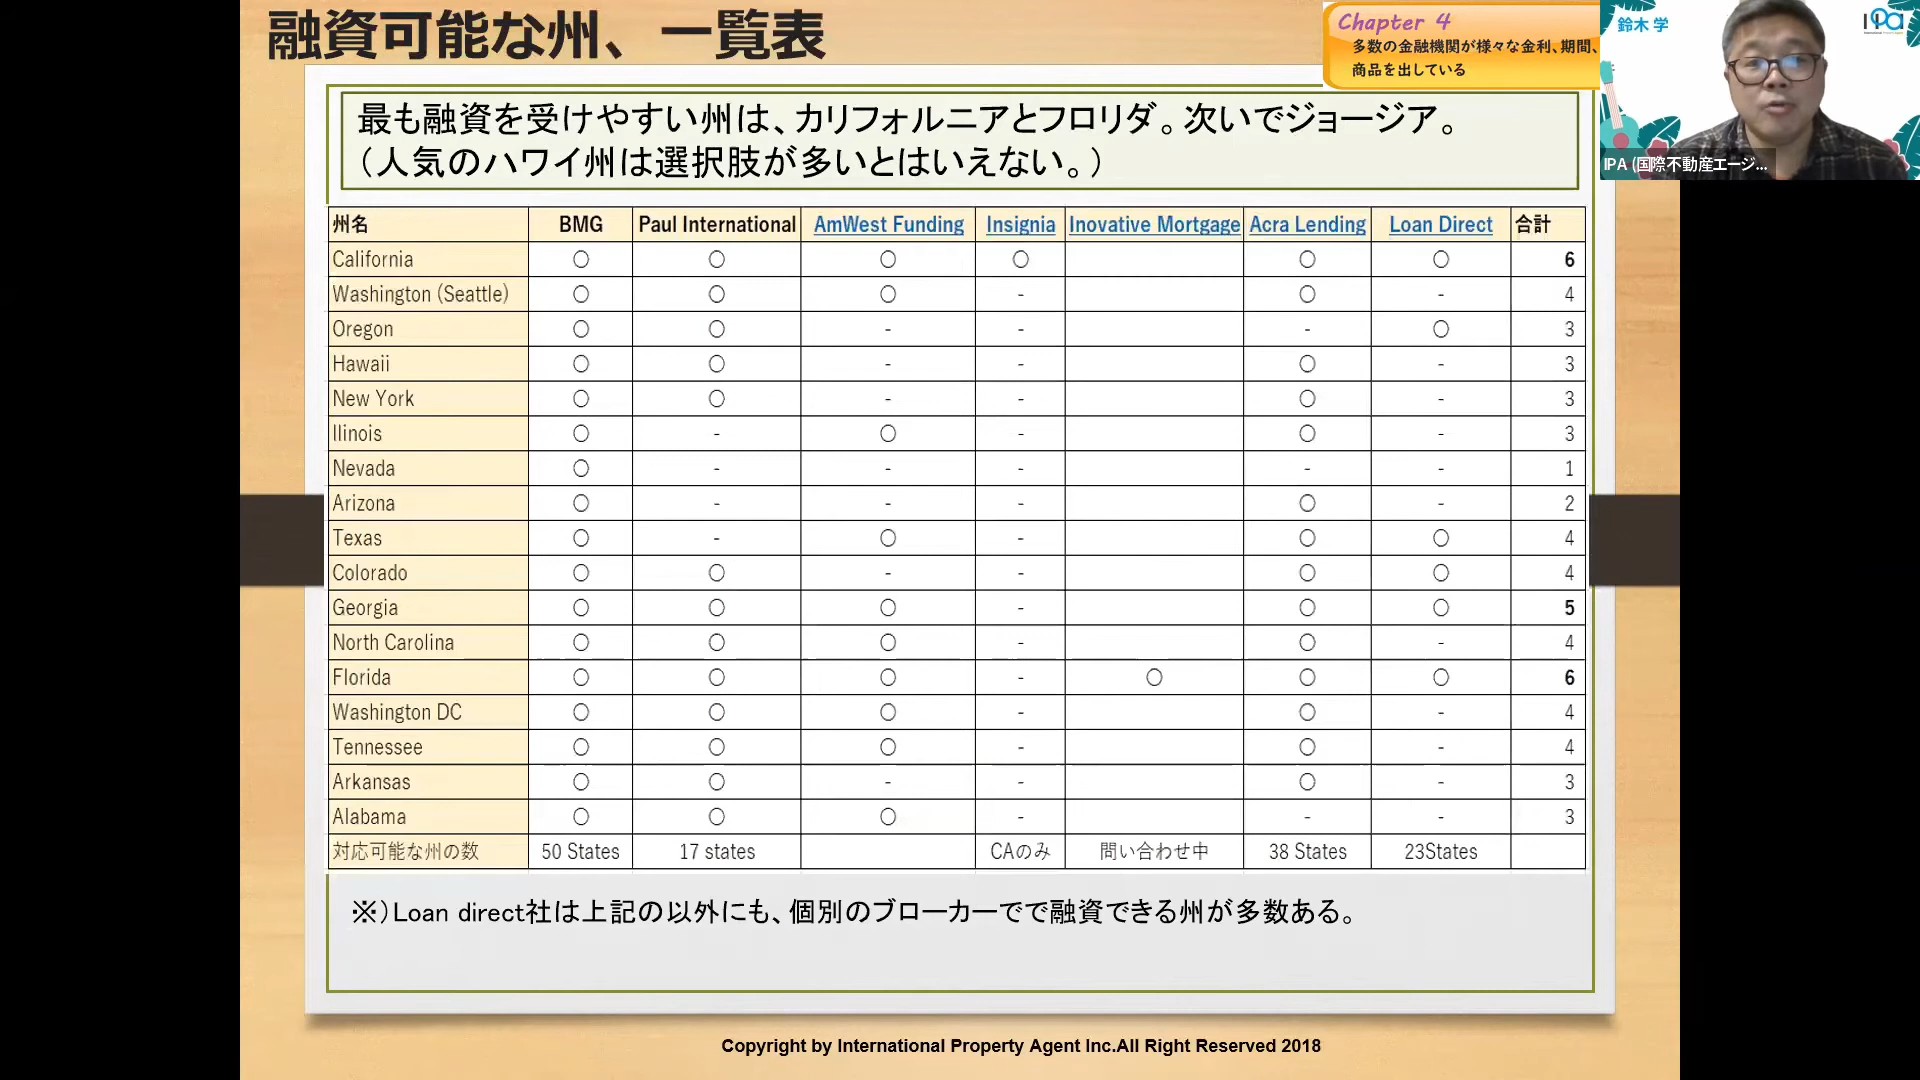 融資可能な州、一覧表
Chapter 4
多数の金融機関が様々な金利、期間、
商品を出している
鈴木 学
IPA
IPA (国際不動産エージ...
最も融資を受けやすい州は、カリフォルニアとフロリダ。次いでジョージア。
（人気のハワイ州は選択肢が多いとはいえない。）
州名 BMG Paul International AmWest Funding Insignia Inovative Mortgage Acra Lending Loan Direct 合計
California ○ ○ ○ ○ ○ ○ 6
Washington (Seattle) ○ ○ ○ - ○ - 4
Oregon ○ ○ - - - ○ 3
Hawaii ○ ○ - - ○ - 3
New York ○ ○ - - ○ - 3
Ilinois ○ - ○ - ○ - 3
Nevada ○ - - - - - 1
Arizona ○ - - - ○ - 2
Texas ○ - ○ - ○ ○ 4
Colorado ○ ○ - - ○ ○ 4
Georgia ○ ○ ○ - ○ ○ 5
North Carolina ○ ○ ○ - ○ - 4
Florida ○ ○ ○ - ○ ○ ○ 6
Washington DC ○ ○ ○ - ○ - 4
Tennessee ○ ○ ○ - ○ - 4
Arkansas ○ ○ - - ○ - 3
Alabama ○ ○ ○ - - - 3
対応可能な州の数 50 States 17 states CAのみ 問い合わせ中 38 States 23States
※）Loan direct社は上記の以外にも、個別のブローカーでで融資できる州が多数ある。
Copyright by International Property Agent Inc.All Right Reserved 2018